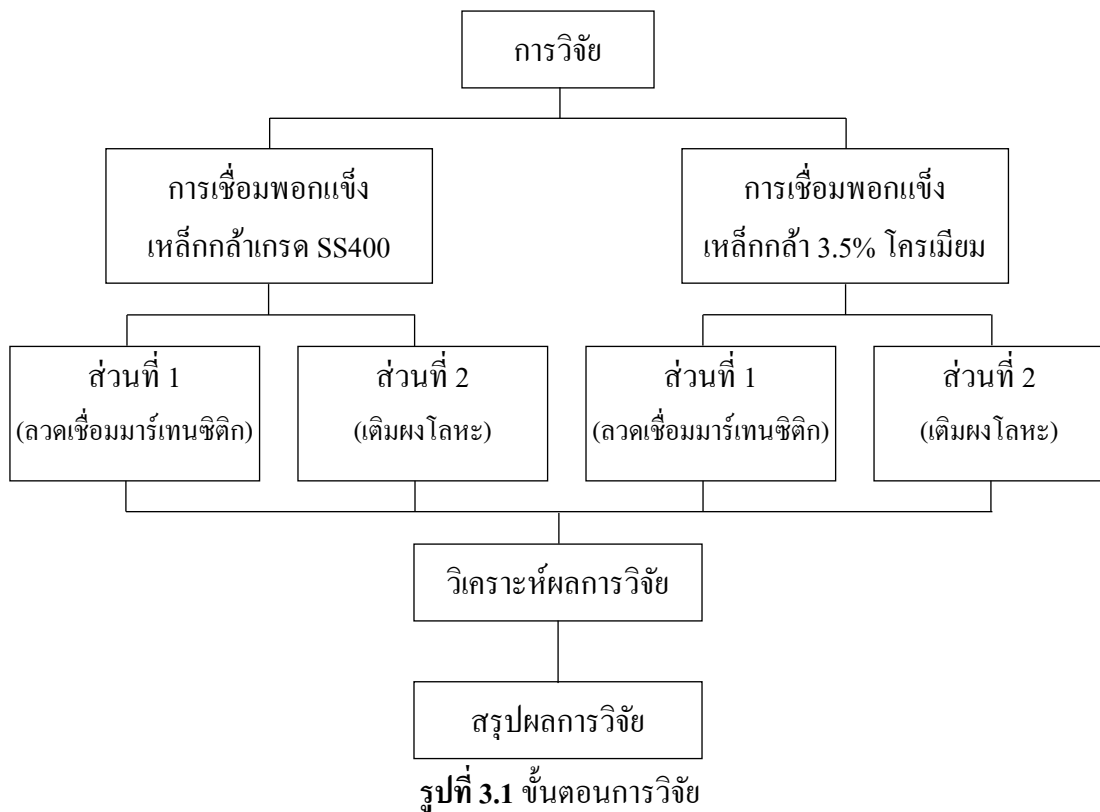 การวิจัย
การเชื่อมพอกแข็ง
เหล็กกล้าเกรด SS400
การเชื่อมพอกแข็ง
เหล็กกล้า 3.5% โครเมียม
ส่วนที่ 1
(ลวดเชื่อมมาร์เทนซิติก)
ส่วนที่ 2
(เติมผงโลหะ)
ส่วนที่ 1
(ลวดเชื่อมมาร์เทนซิติก)
ส่วนที่ 2
(เติมผงโลหะ)
วิเคราะห์ผลการวิจัย
สรุปผลการวิจัย
รูปที่ 3.1 ขั้นตอนการวิจัย